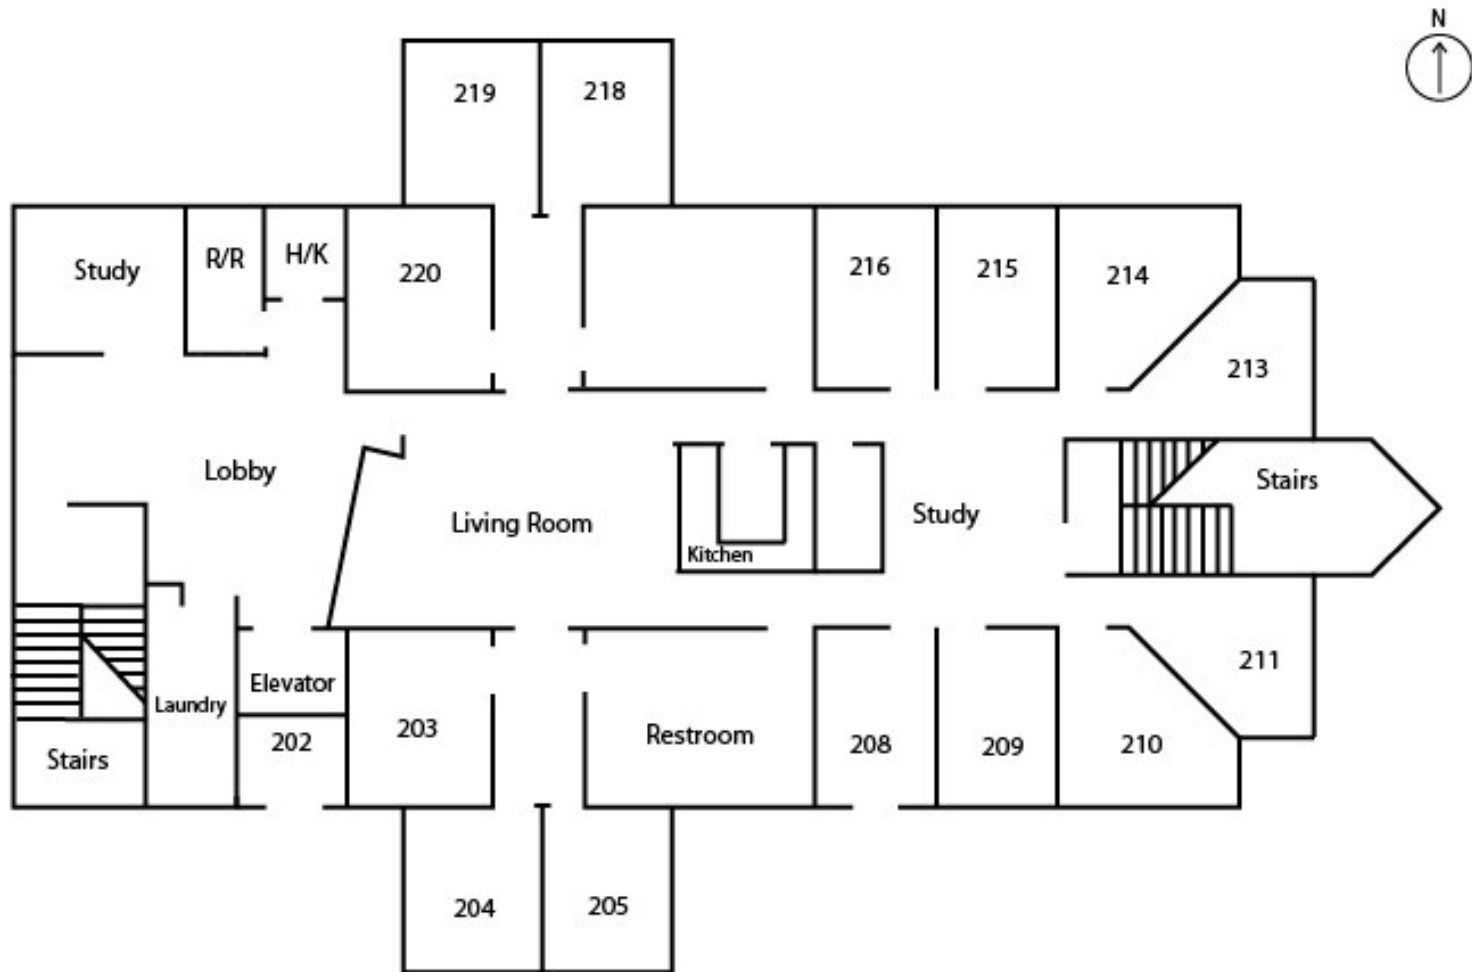 N
219
218
Study
R/R
H/K
220
216
215
214
213
Lobby
Living Room
Kitchen
Study
Stairs
Elevator
Laundry
202
203
Restroom
208
209
210
211
Stairs
204
205